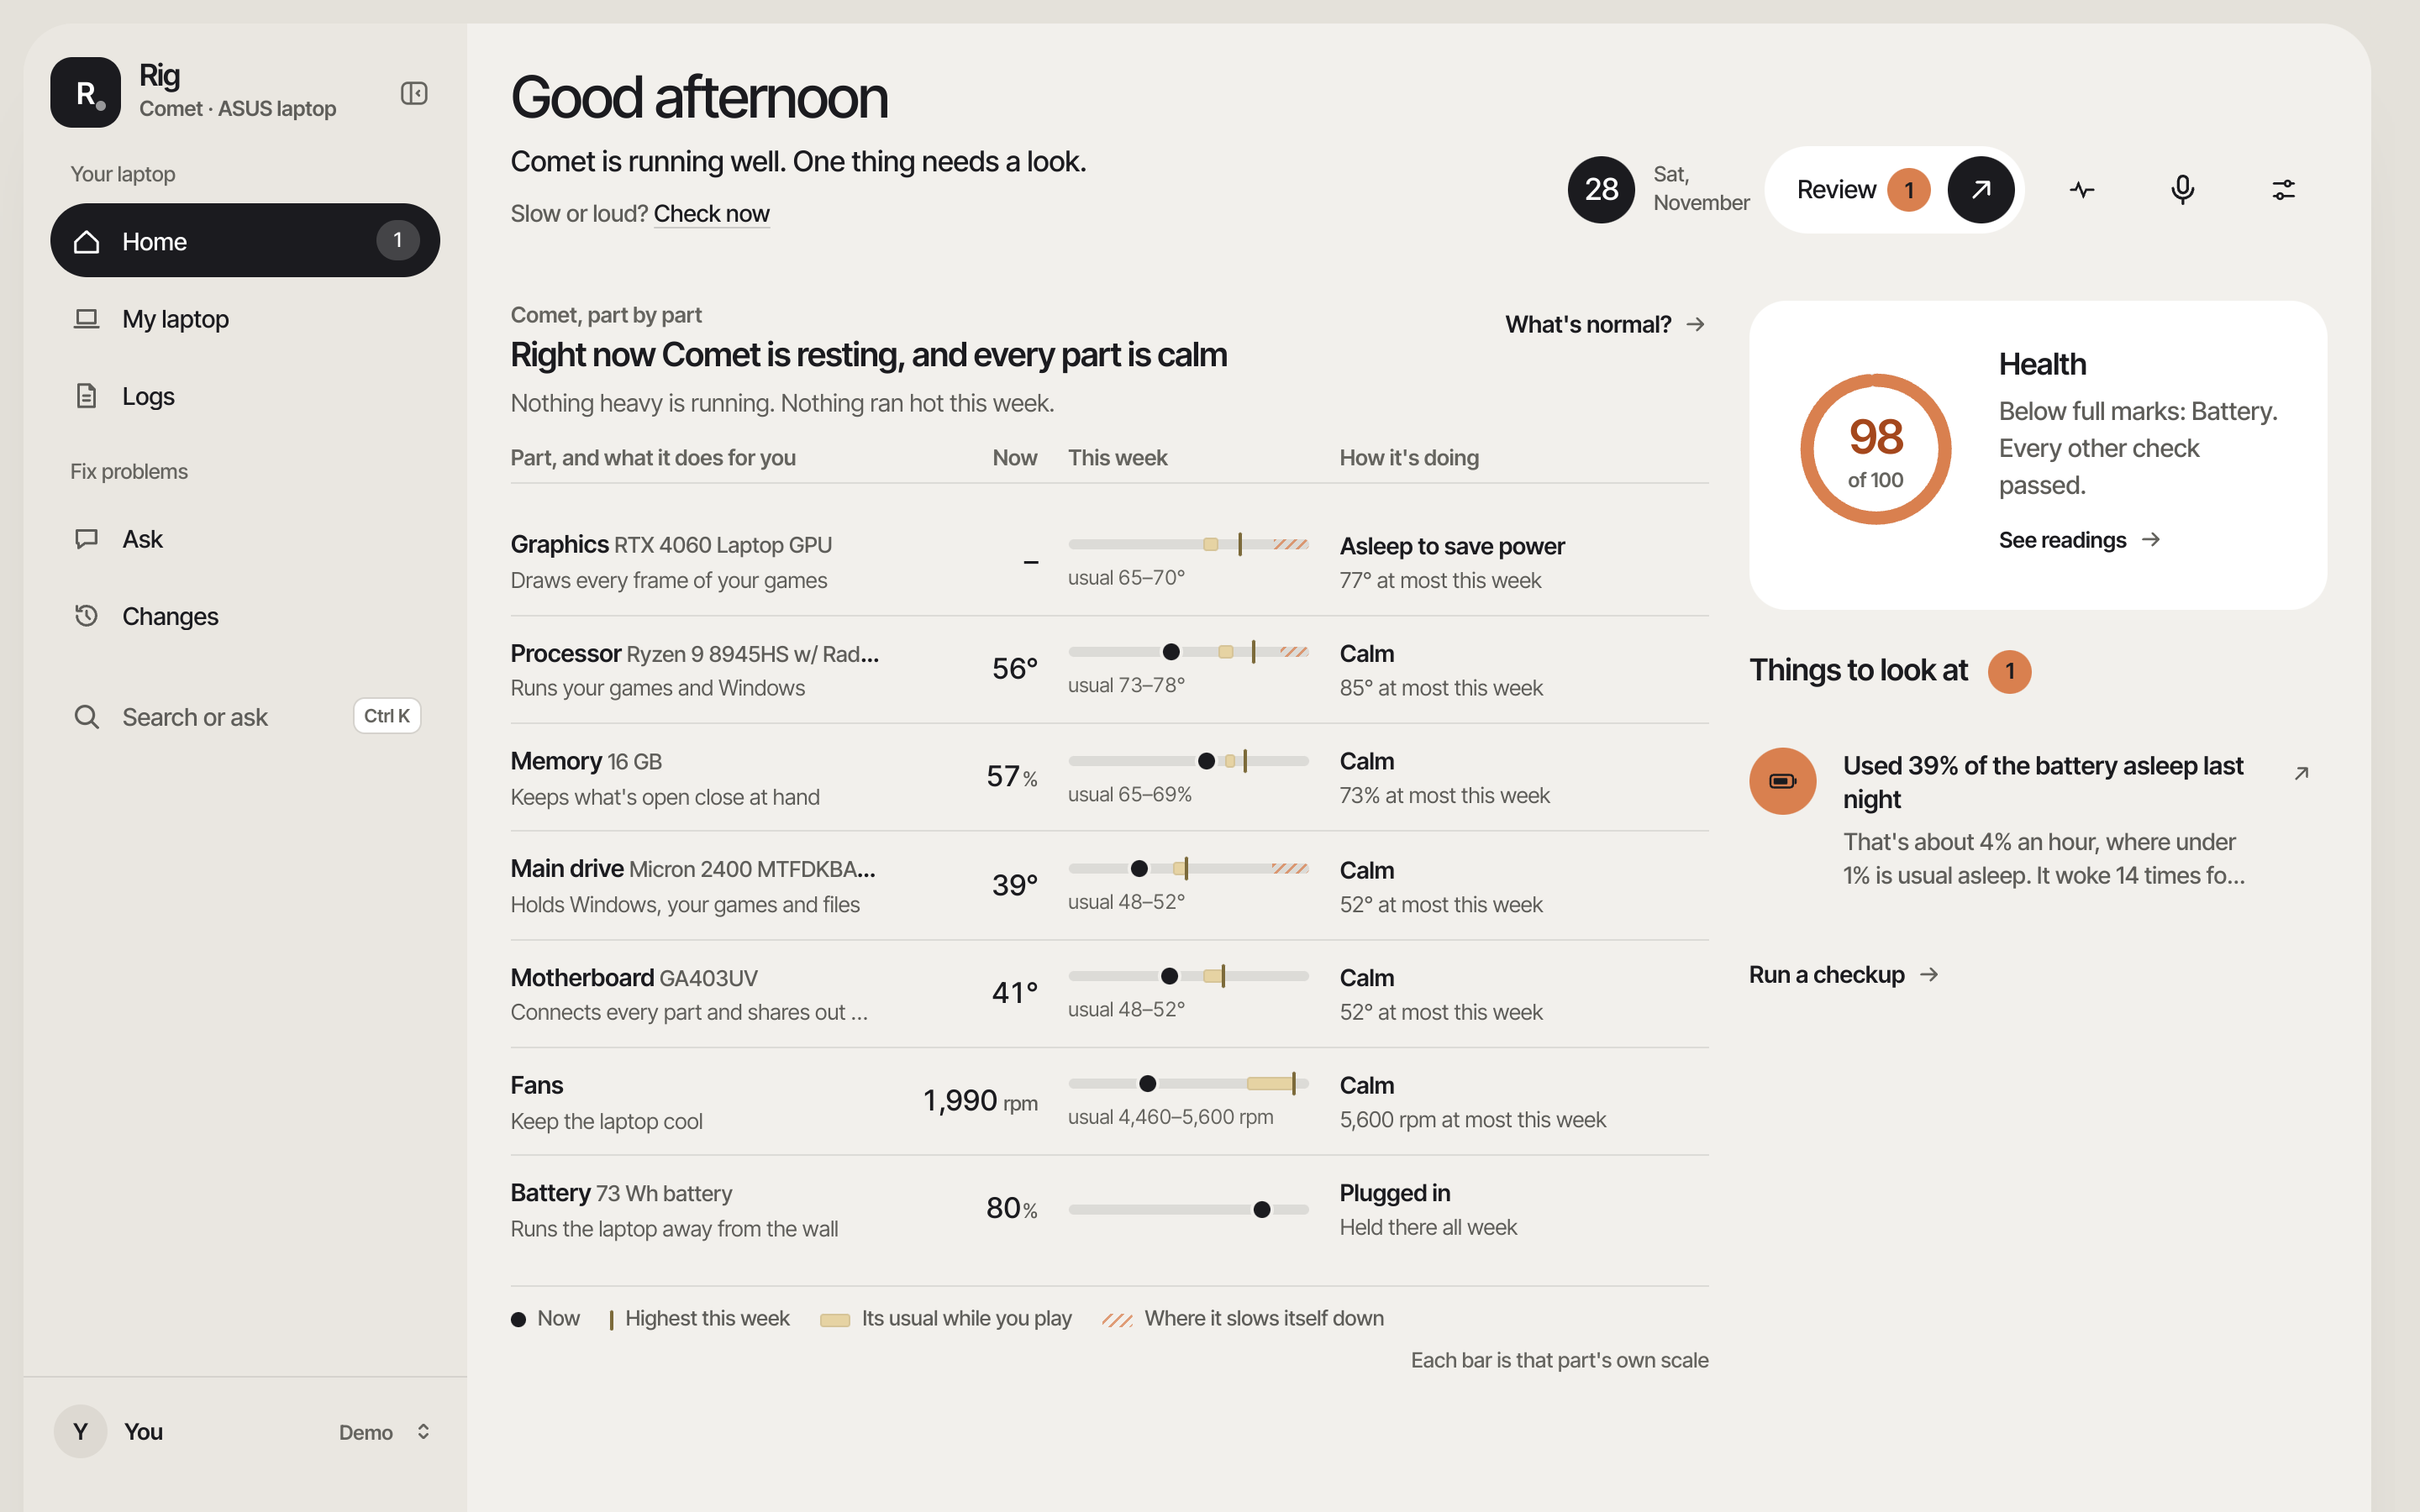 R.
Rig
Comet · ASUS laptop
Your laptop
Home
1
My laptop
Logs
Fix problems
Ask
Changes
Search or ask
Ctrl K
Y
You
Demo
Good afternoon
Comet is running well. One thing needs a look.
Slow or loud? Check now
28
Sat,
November
Review 1
Comet, part by part
Right now Comet is resting, and every part is calm
Nothing heavy is running. Nothing ran hot this week.
What's normal?
Part, and what it does for you Now This week How it's doing
Graphics RTX 4060 Laptop GPU
Draws every frame of your games
–
usual 65–70°
Asleep to save power
77° at most this week
Processor Ryzen 9 8945HS w/ Rad...
Runs your games and Windows
56°
usual 73–78°
Calm
85° at most this week
Memory 16 GB
Keeps what's open close at hand
57%
usual 65–69%
Calm
73% at most this week
Main drive Micron 2400 MTFDKBA...
Holds Windows, your games and files
39°
usual 48–52°
Calm
52° at most this week
Motherboard GA403UV
Connects every part and shares out ...
41°
usual 48–52°
Calm
52° at most this week
Fans
Keep the laptop cool
1,990 rpm
usual 4,460–5,600 rpm
Calm
5,600 rpm at most this week
Battery 73 Wh battery
Runs the laptop away from the wall
80%
Plugged in
Held there all week
Now
Highest this week
Its usual while you play
Where it slows itself down
Each bar is that part's own scale
98
of 100
Health
Below full marks: Battery.
Every other check
passed.
See readings
Things to look at 1
Used 39% of the battery asleep last
night
That's about 4% an hour, where under
1% is usual asleep. It woke 14 times fo...
Run a checkup